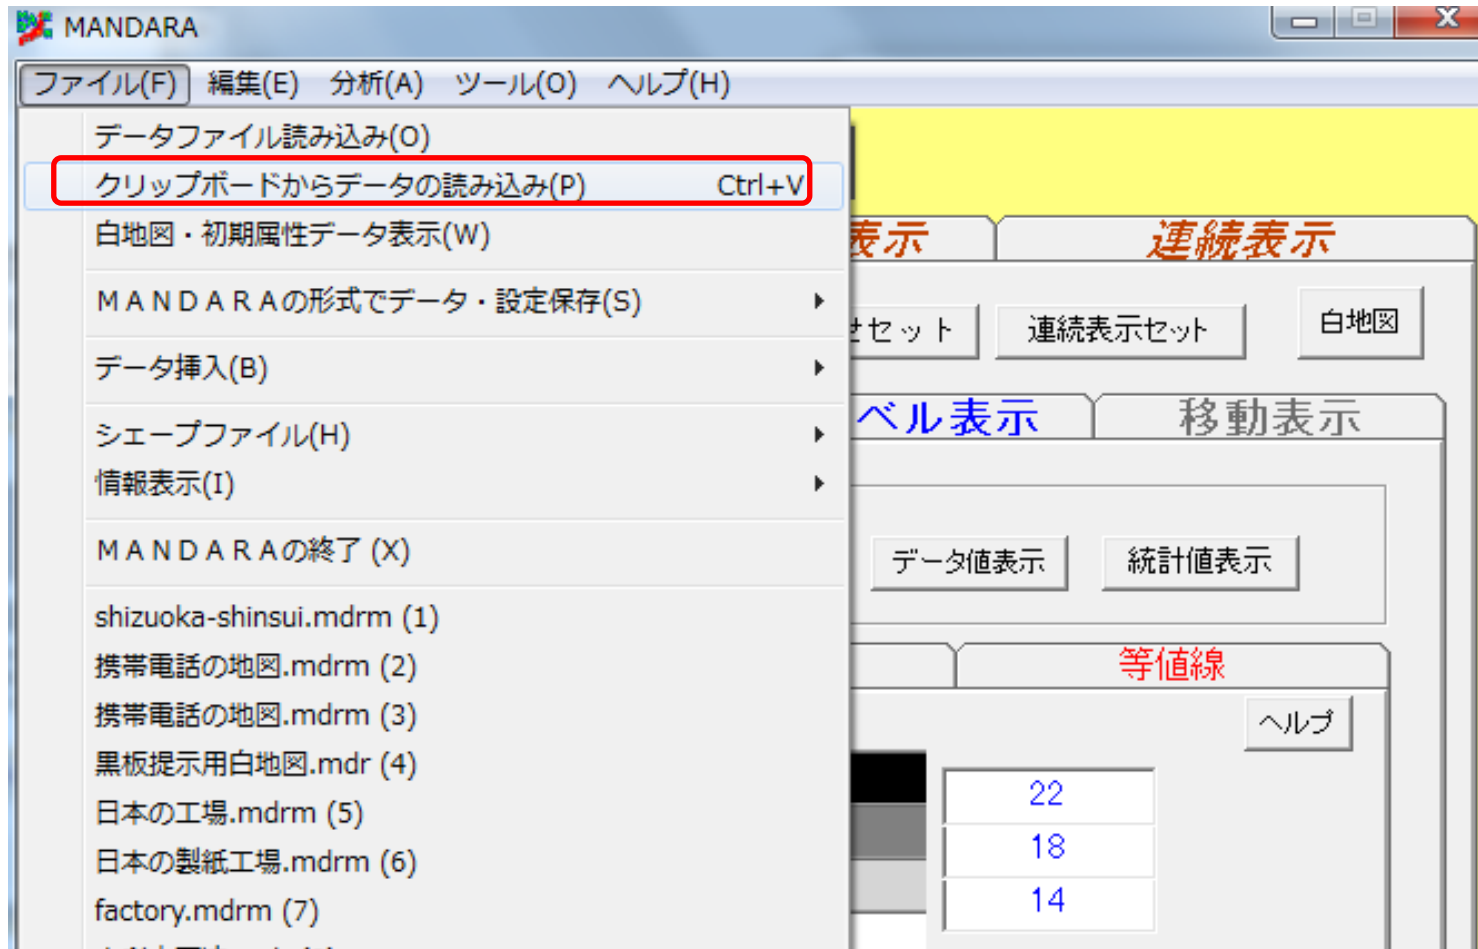 MANDARA
ファイル(F) 編集(E) 分析(A) ツール(O) ヘルプ(H)
データファイル読み込み(O)
クリップボードからデータの読み込み(P) Ctrl+V
白地図・初期属性データ表示(W)
ＭＡＮＤＡＲＡの形式でデータ・設定保存(S)
データ挿入(B)
シェープファイル(H)
情報表示(I)
ＭＡＮＤＡＲＡの終了 (X)
shizuoka-shinsui.mdrm (1)
携帯電話の地図.mdrm (2)
携帯電話の地図.mdrm (3)
黒板提示用白地図.mdr (4)
日本の工場.mdrm (5)
日本の製紙工場.mdrm (6)
factory.mdrm (7)
表示 連続表示
セット 連続表示セット 白地図
ベル表示 移動表示
データ値表示 統計値表示
等値線
ヘルプ
22
18
14